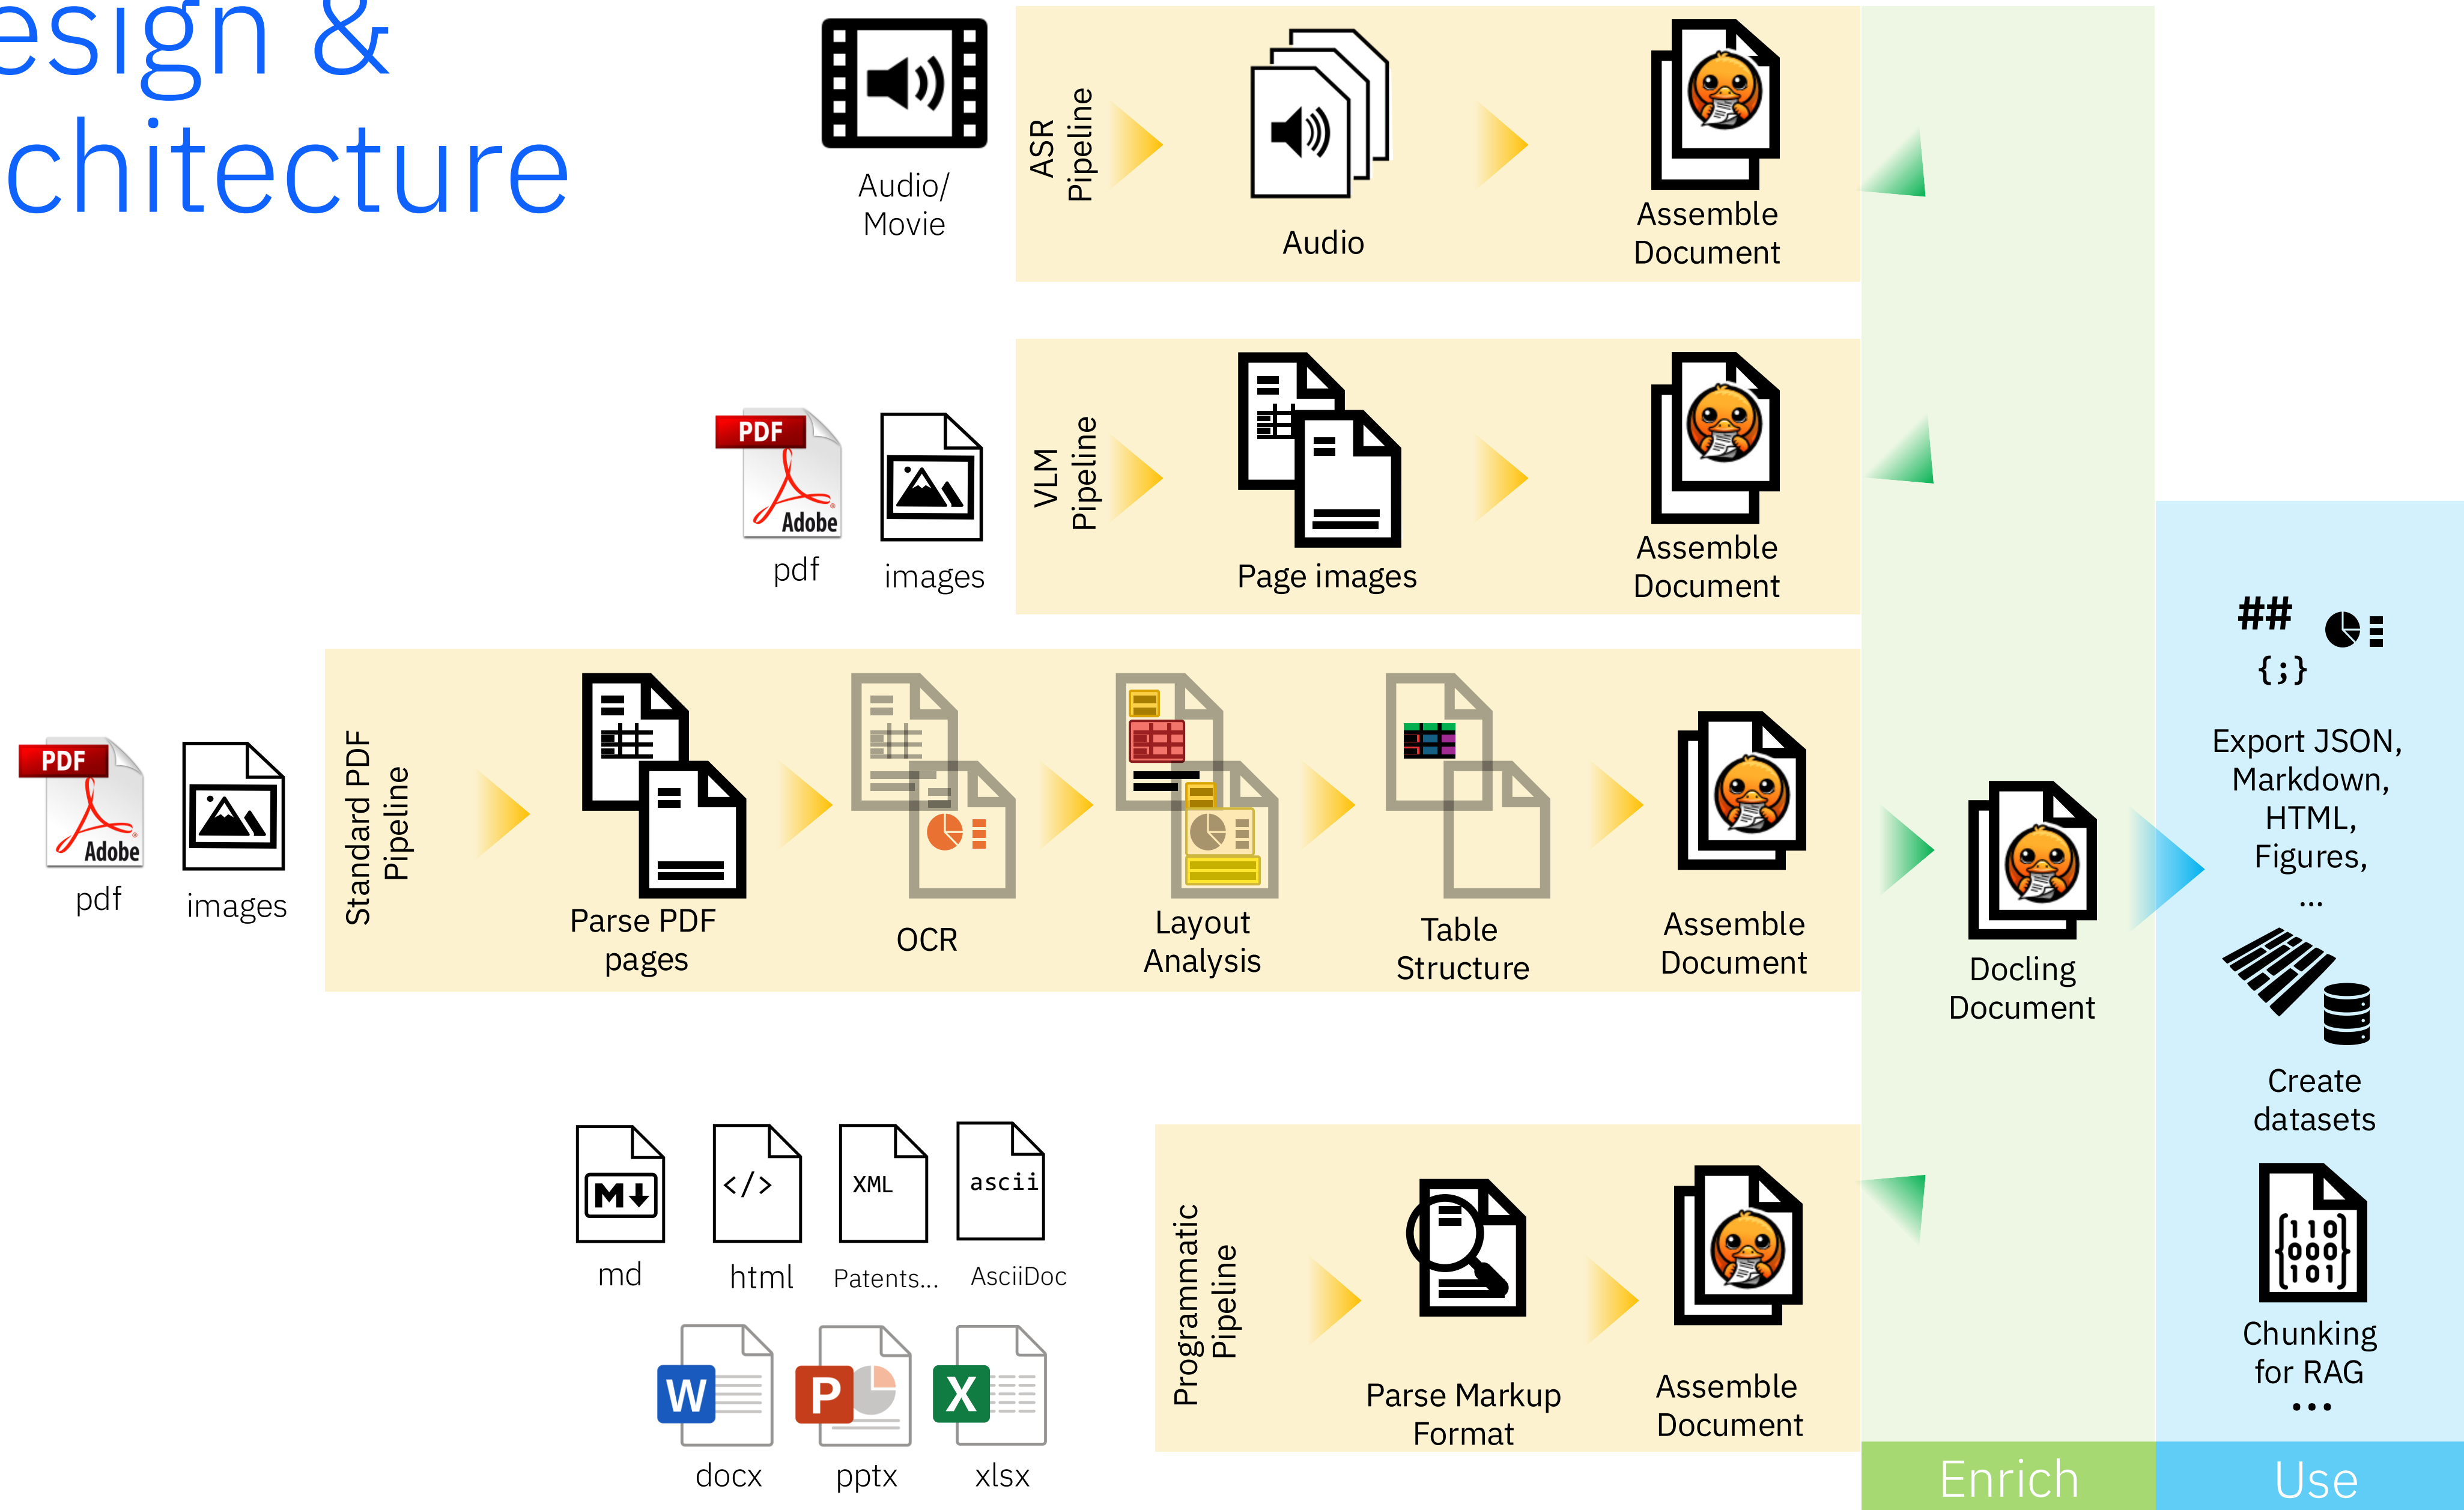 esign &
chitecture
Audio/
Movie
ASR
Pipeline
Audio
Assemble
Document
PDF
Adobe
pdf
images
VLM
Pipeline
Page images
Assemble
Document
PDF
Adobe
pdf
images
Standard PDF
Pipeline
Parse PDF
pages
OCR
Layout
Analysis
Table
Structure
Assemble
Document
Docling
Document
##
{;}
Export JSON,
Markdown,
HTML,
Figures,
...
Create
datasets
110
000
101
Chunking
for RAG
...
M
md
</>
html
XML
Patents...
ascii
AsciiDoc
W
docx
P
pptx
X
xlsx
Programmatic
Pipeline
Parse Markup
Format
Assemble
Document
Enrich
Use